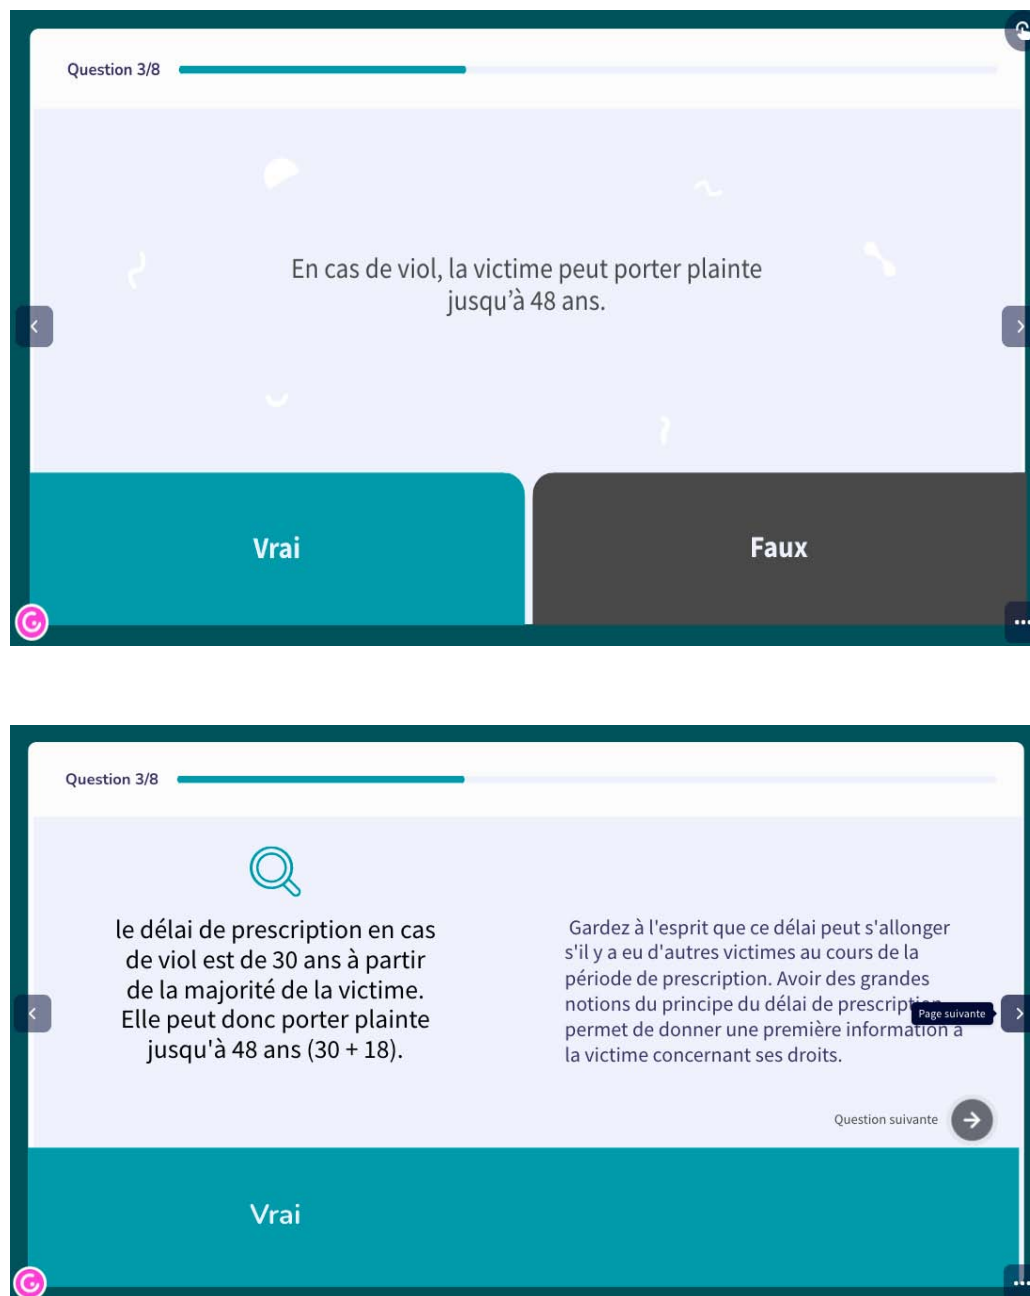 Question 3/8
En cas de viol, la victime peut porter plainte
jusqu'à 48 ans.
Vrai
Faux
Question 3/8
le délai de prescription en cas
de viol est de 30 ans à partir
de la majorité de la victime.
Elle peut donc porter plainte
jusqu'à 48 ans (30 + 18).
Gardez à l'esprit que ce délai peut s'allonger
s'il y a eu d'autres victimes au cours de la
période de prescription. Avoir des grandes
notions du principe du délai de prescription
permet de donner une première information à
la victime concernant ses droits.
Page suivante
Question suivante
Vrai